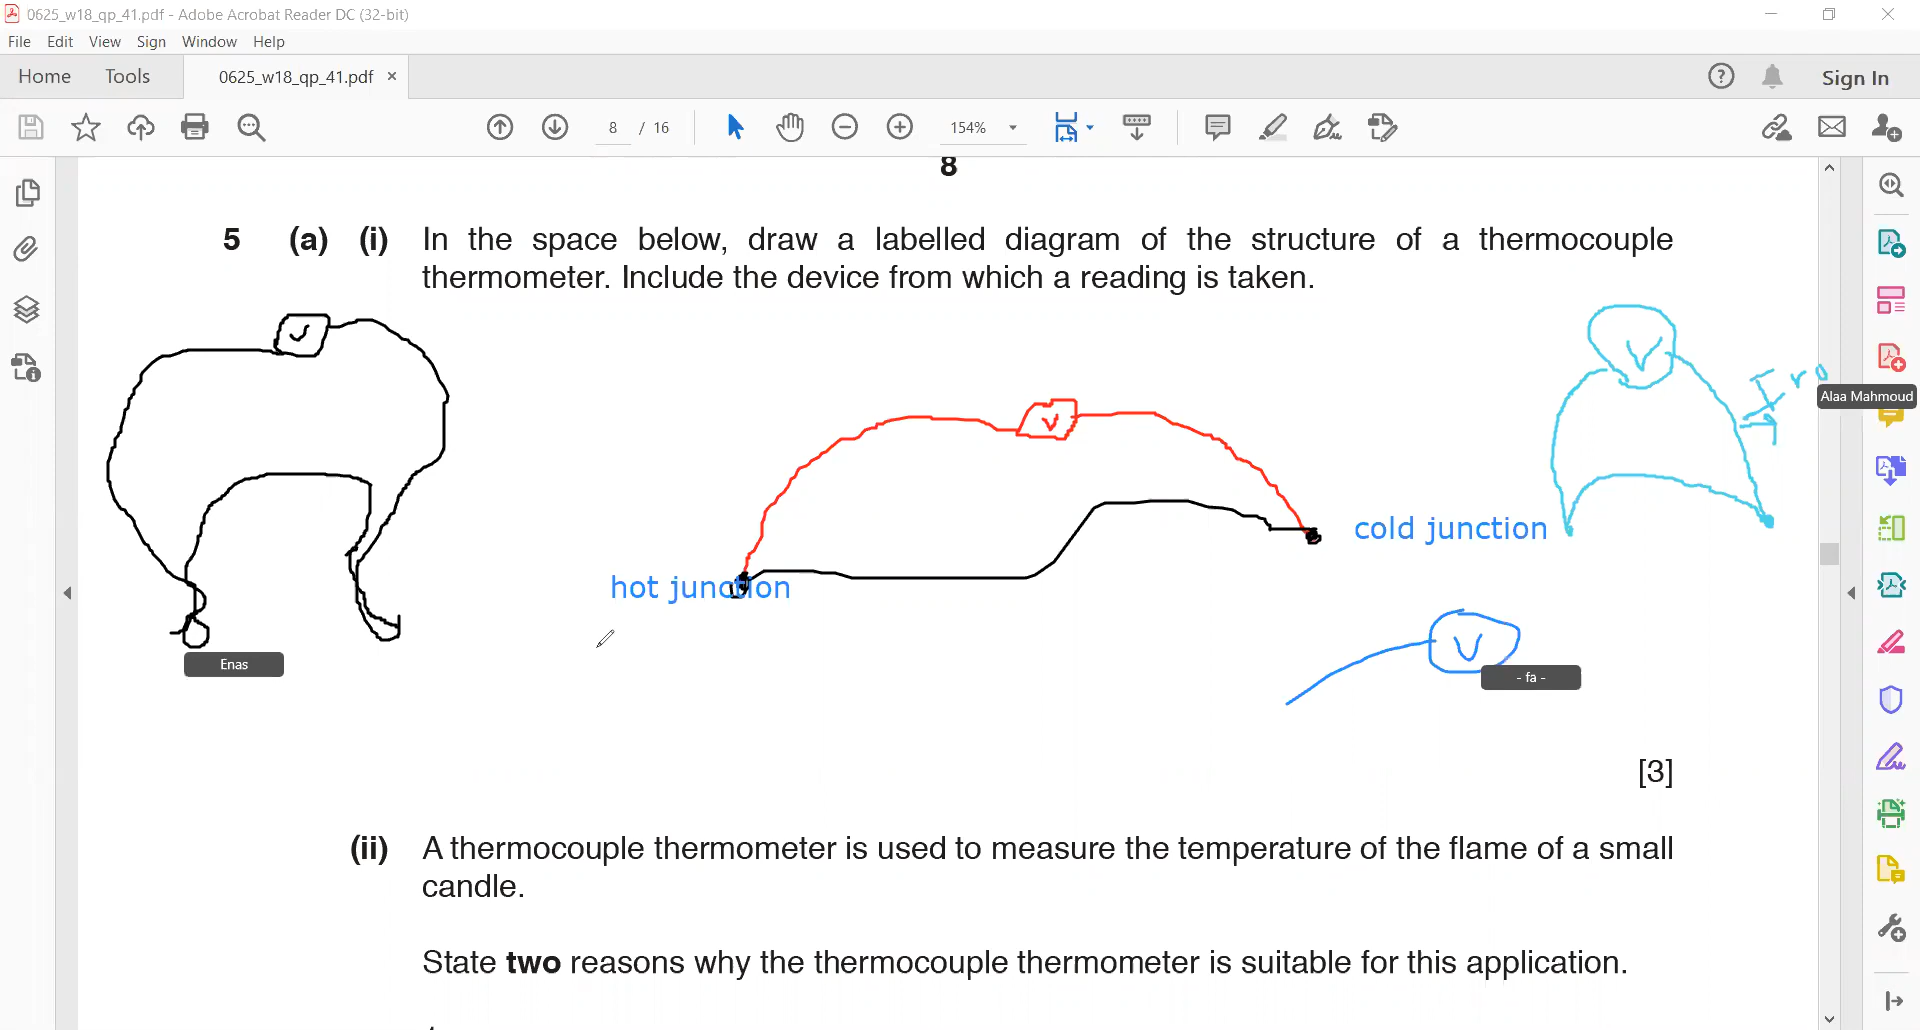 0625_w18_qp_41.pdf - Adobe Acrobat Reader DC (32-bit)
File Edit View Sign Window Help
Home Tools 0625_w18_qp_41.pdf × Sign In
8 / 16 154%
8
5 (a) (i) In the space below, draw a labelled diagram of the structure of a thermocouple
thermometer. Include the device from which a reading is taken.
V
V
V
Alaa Mahmoud
cold junction
hot junction
V
Enas
- fa -
[3]
(ii) A thermocouple thermometer is used to measure the temperature of the flame of a small
candle.
State two reasons why the thermocouple thermometer is suitable for this application.